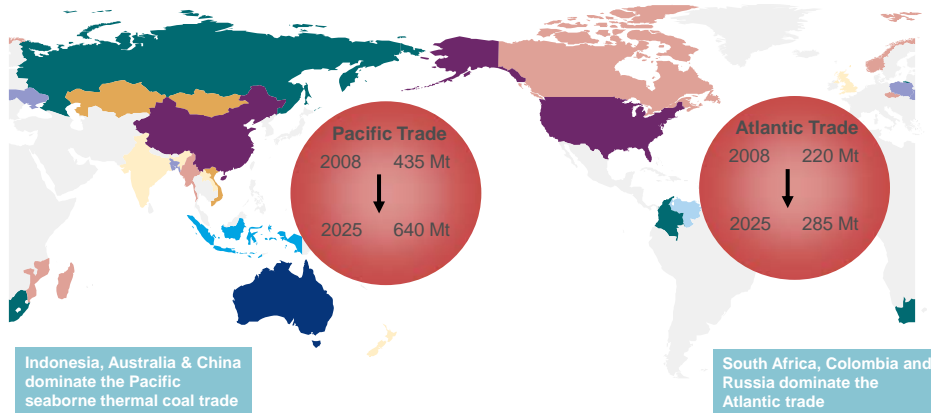 Pacific Trade
2008 435 Mt
2025 640 Mt
Atlantic Trade
2008 220 Mt
2025 285 Mt
Indonesia, Australia & China
dominate the Pacific
seaborne thermal coal trade
South Africa, Colombia and
Russia dominate the
Atlantic trade